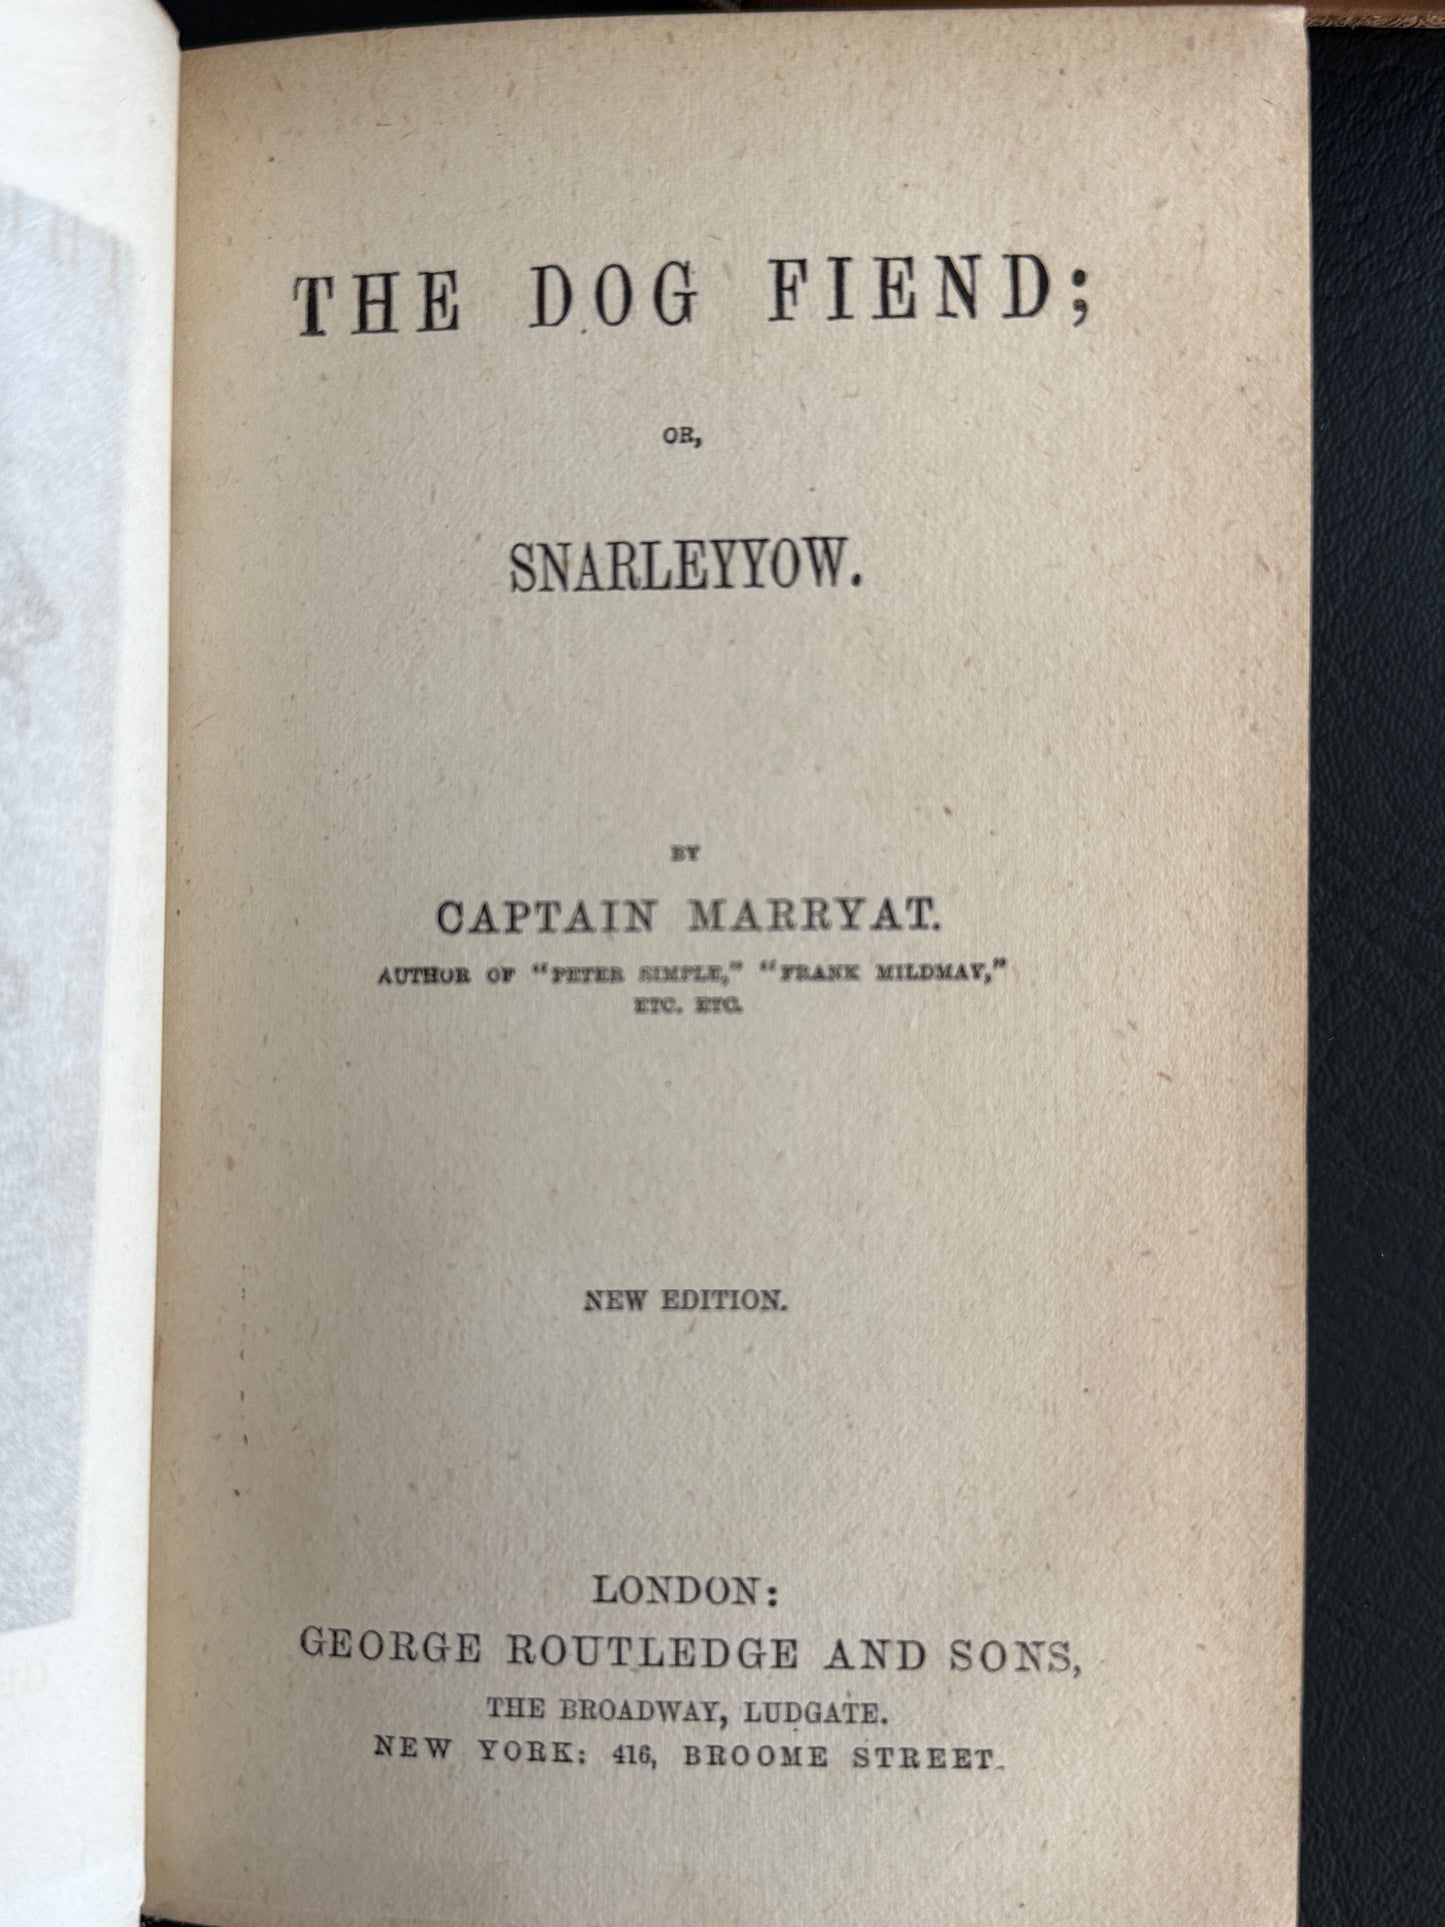 THE DOG FIEND;
OR,
SNARLEYYOW.
BY
CAPTAIN MARRYAT.
AUTHOR OF "PETER SIMPLE," "FRANK MILDMAY,"
ETC. ETC.
NEW EDITION.
LONDON:
GEORGE ROUTLEDGE AND SONS,
THE BROADWAY, LUDGATE.
NEW YORK: 416, BROOME STREET.